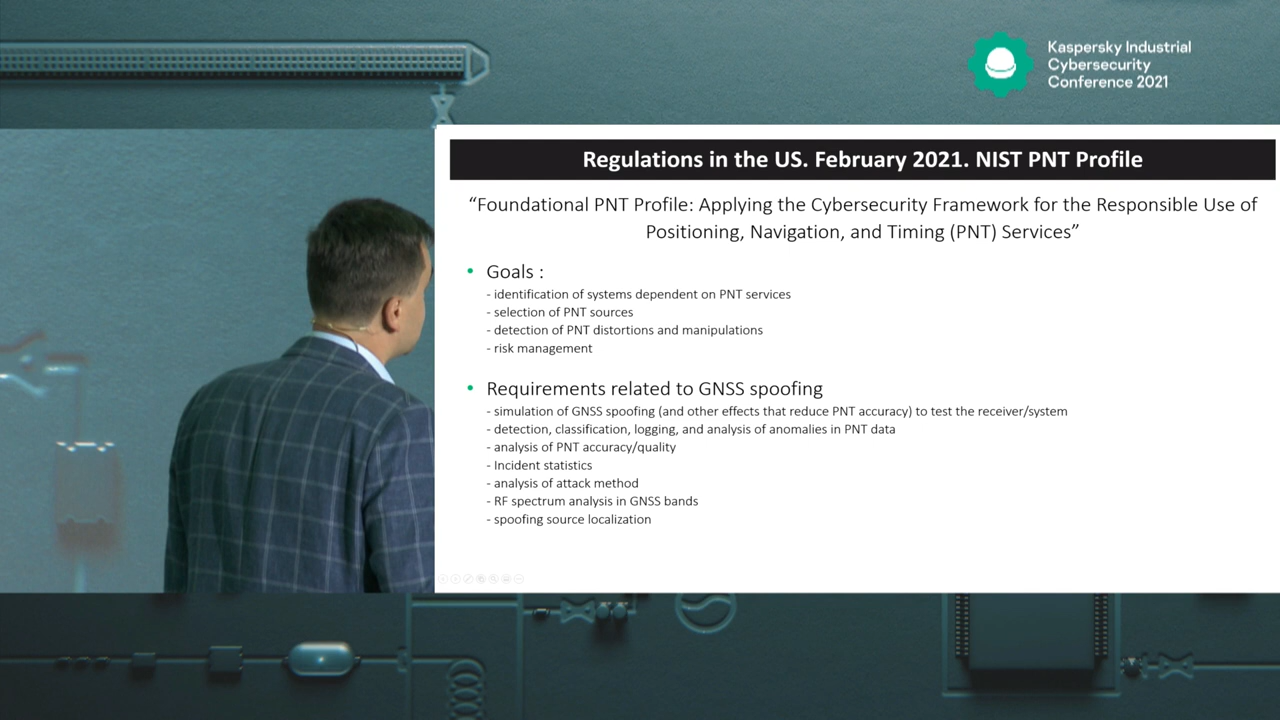 Kaspersky Industrial
Cybersecurity
Conference 2021
Regulations in the US. February 2021. NIST PNT Profile
“Foundational PNT Profile: Applying the Cybersecurity Framework for the Responsible Use of
Positioning, Navigation, and Timing (PNT) Services”
• Goals :
- identification of systems dependent on PNT services
- selection of PNT sources
- detection of PNT distortions and manipulations
- risk management
• Requirements related to GNSS spoofing
- simulation of GNSS spoofing (and other effects that reduce PNT accuracy) to test the receiver/system
- detection, classification, logging, and analysis of anomalies in PNT data
- analysis of PNT accuracy/quality
- Incident statistics
- analysis of attack method
- RF spectrum analysis in GNSS bands
- spoofing source localization